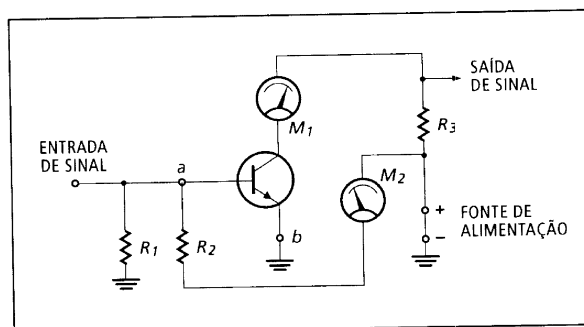 SAÍDA
DE SINAL
M1
R3
ENTRADA
DE SINAL
a
M2
+
FONTE DE
ALIMENTAÇÃO
−
b
R1
R2